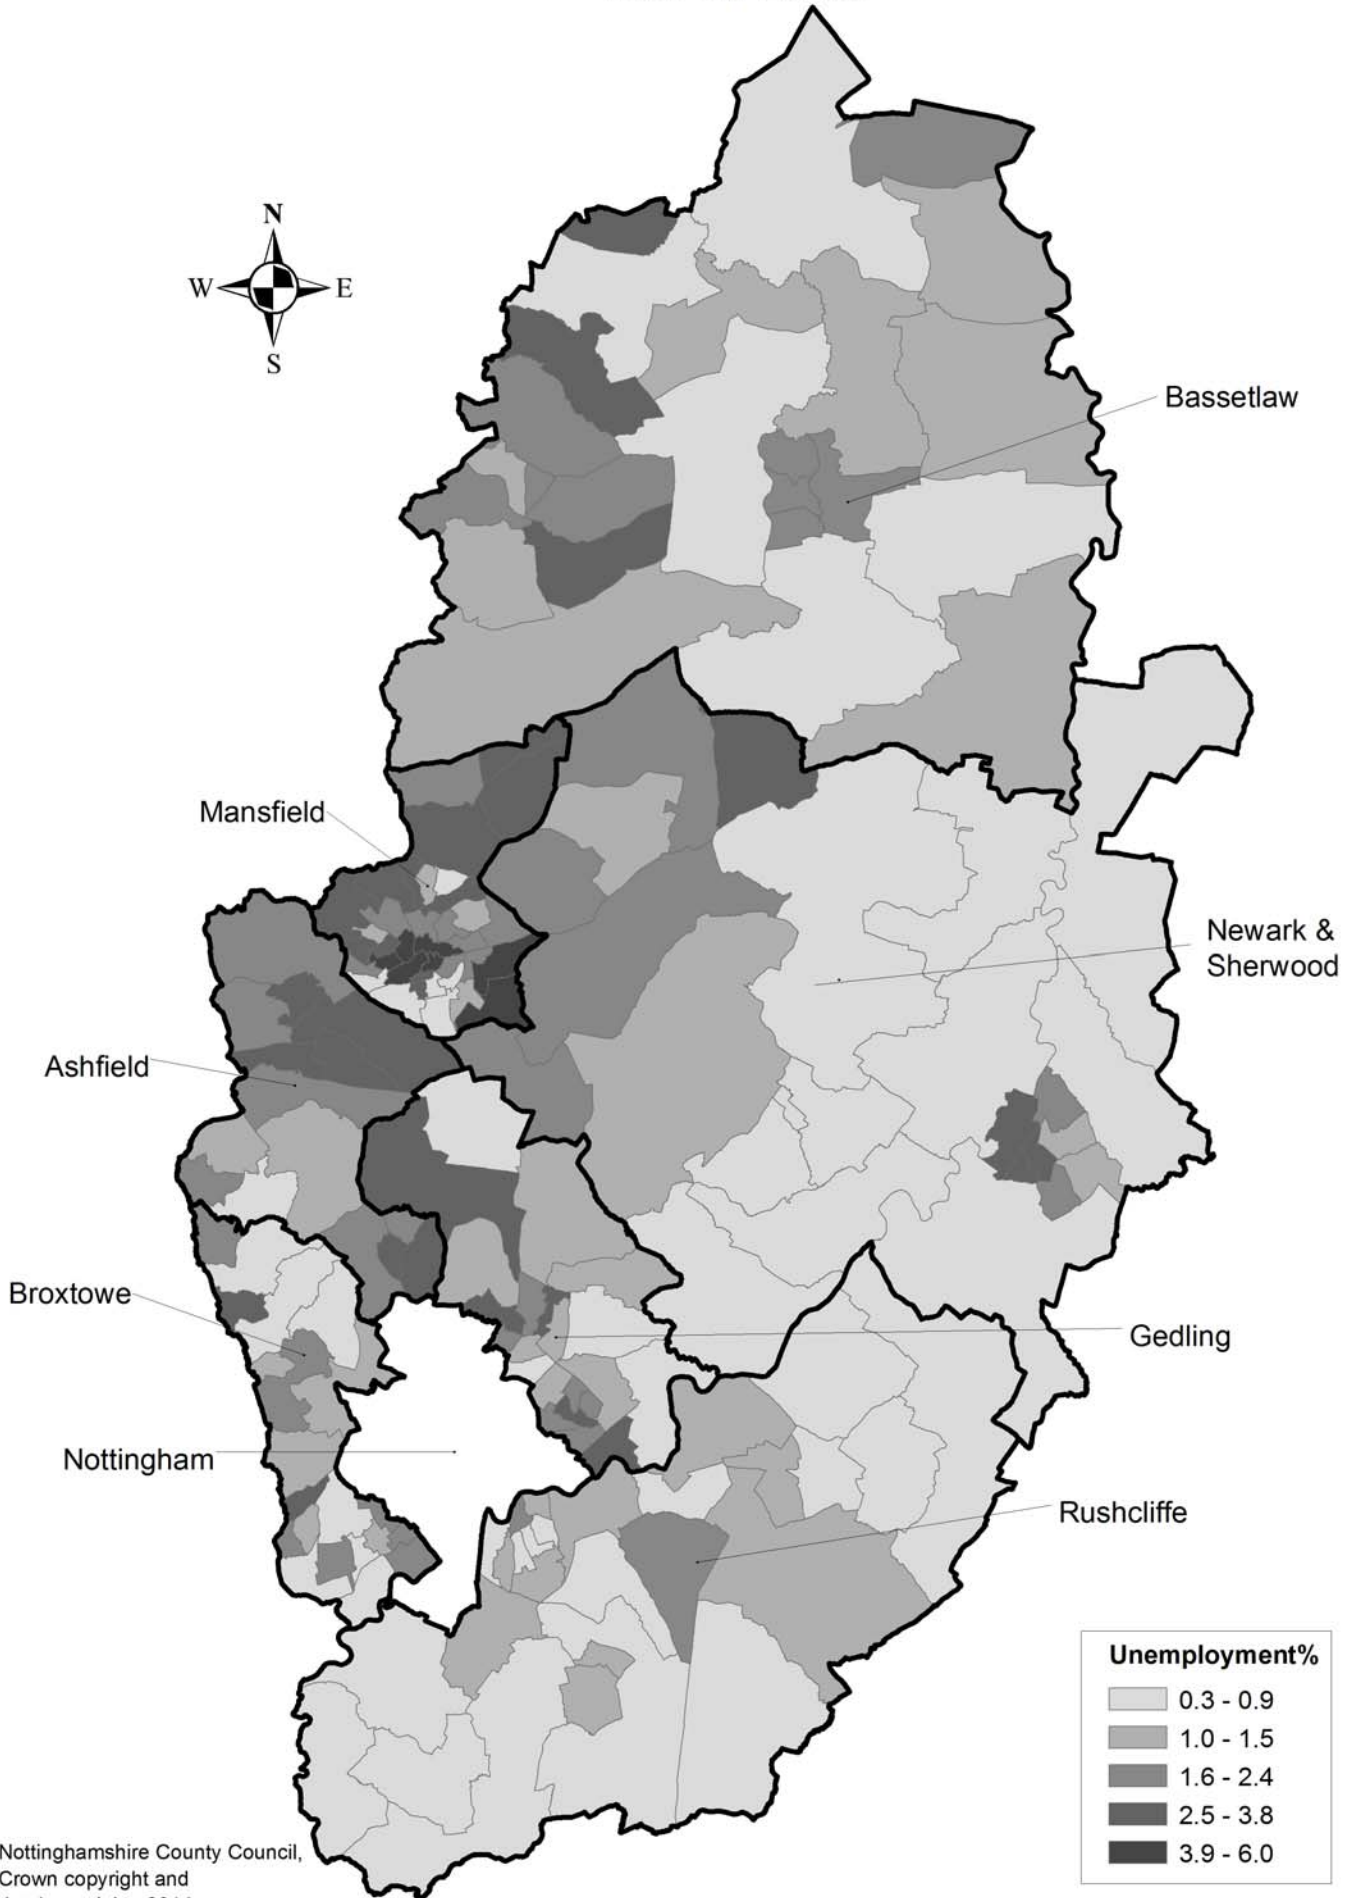 N
W
E
S
Bassetlaw
Mansfield
Newark &
Sherwood
Ashfield
Broxtowe
Gedling
Nottingham
Rushcliffe
Unemployment%
0.3 - 0.9
1.0 - 1.5
1.6 - 2.4
2.5 - 3.8
3.9 - 6.0
Nottinghamshire County Council,
Crown copyright and